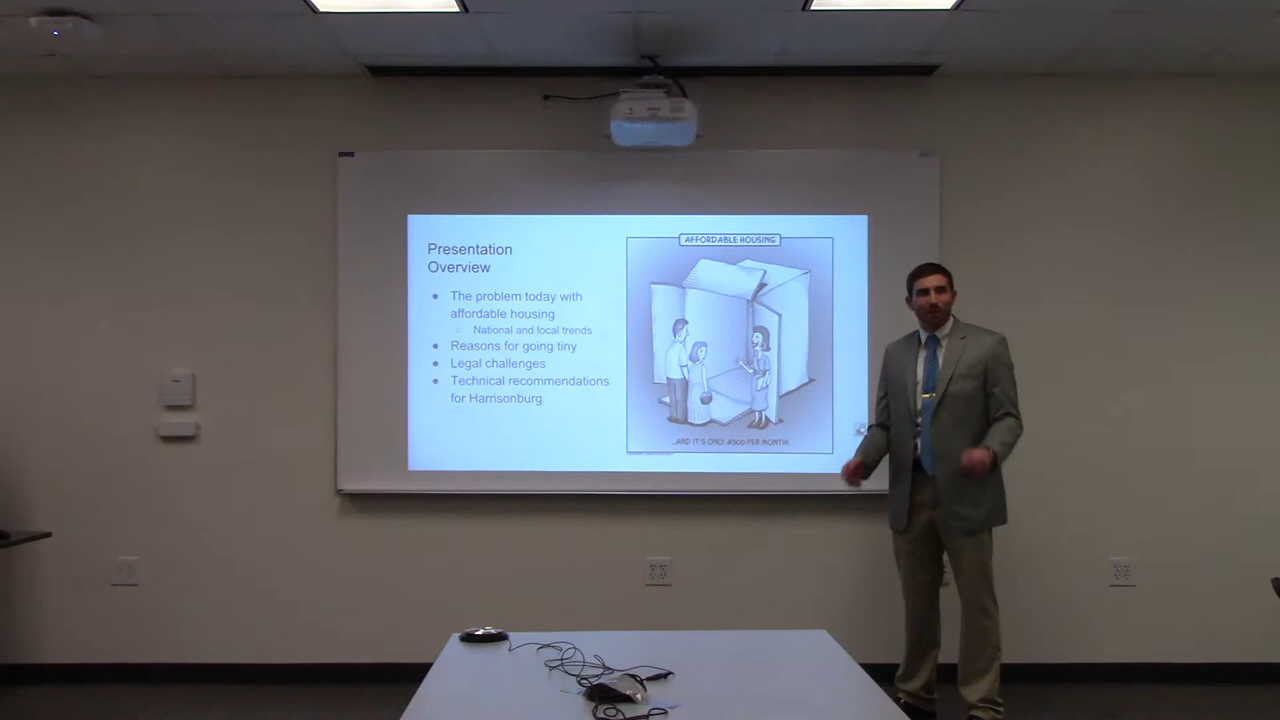 Presentation
Overview
● The problem today with
affordable housing
○ National and local trends
● Reasons for going tiny
● Legal challenges
● Technical recommendations
for Harrisonburg
AFFORDABLE HOUSING
...AND IT'S ONLY $1500 PER MONTH!